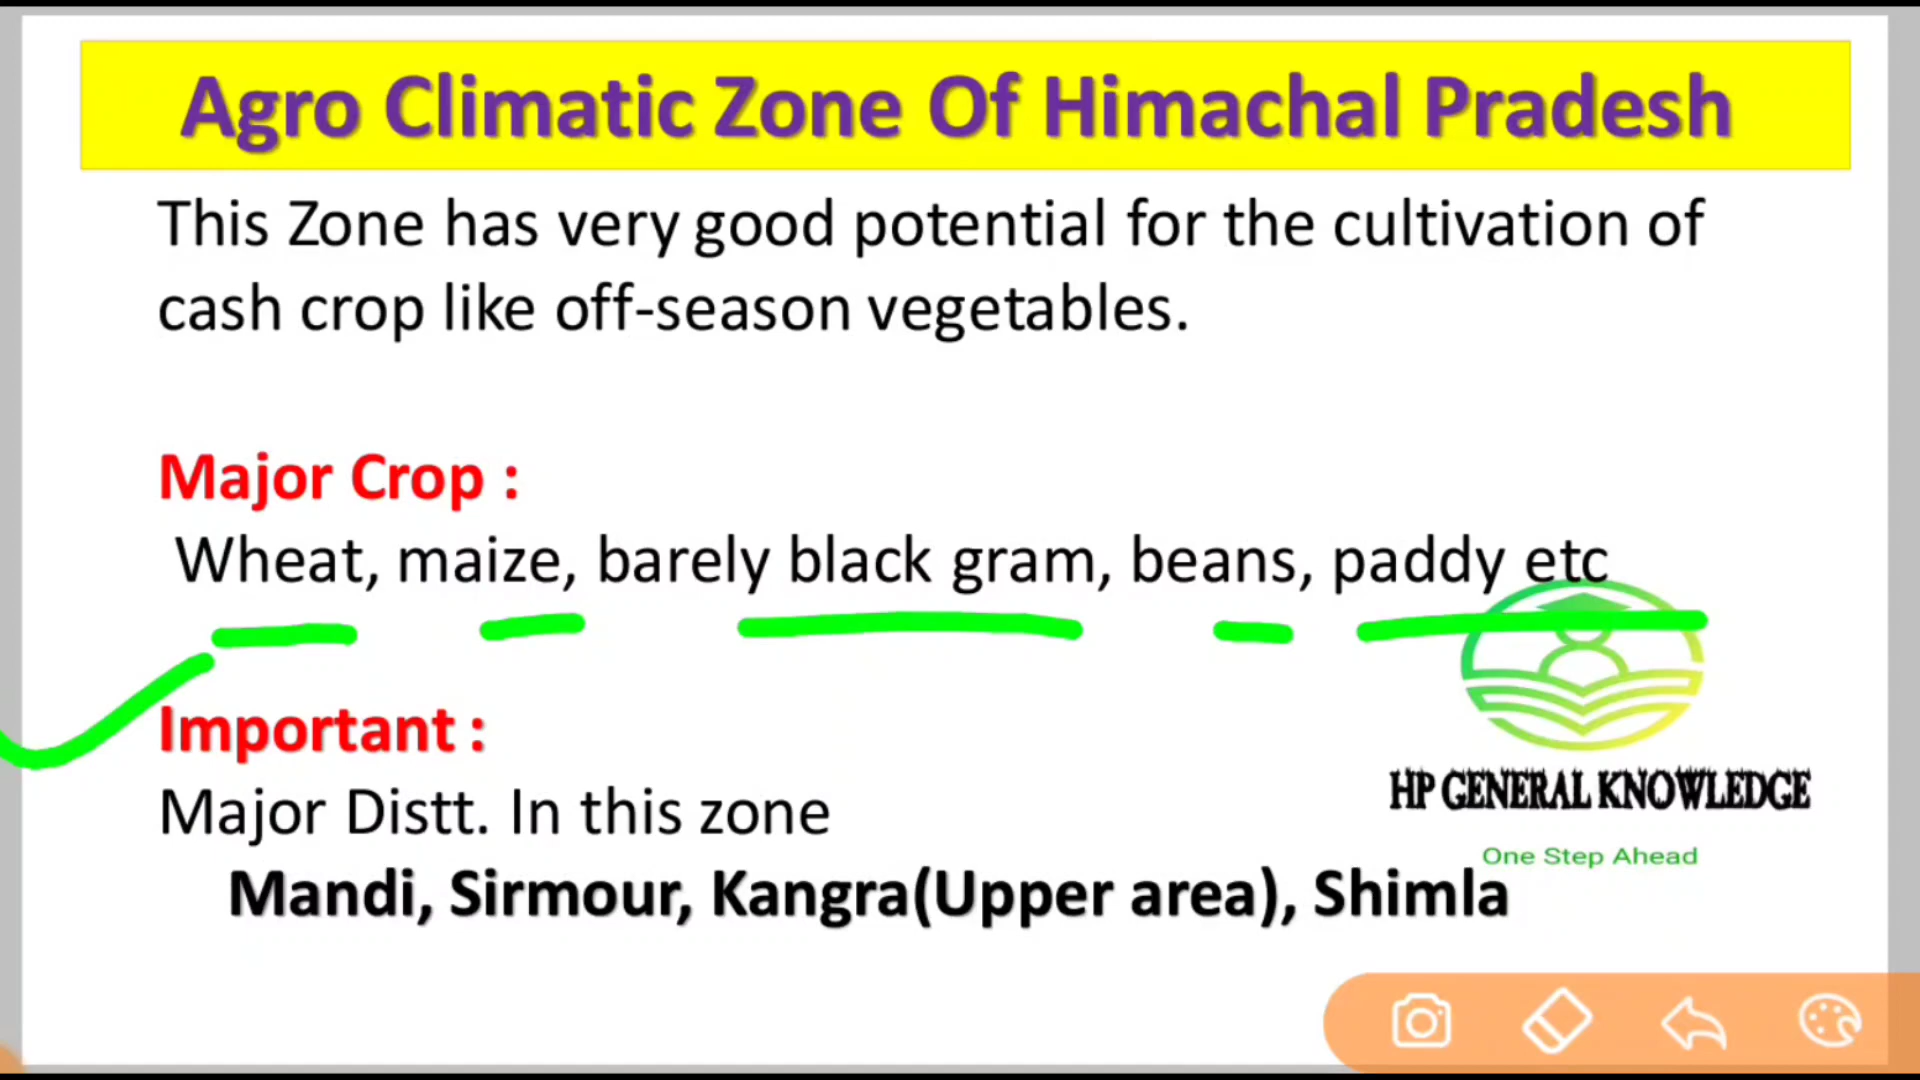 Agro Climatic Zone Of Himachal Pradesh
This Zone has very good potential for the cultivation of
cash crop like off-season vegetables.
Major Crop :
Wheat, maize, barely black gram, beans, paddy etc
Important :
Major Distt. In this zone
Mandi, Sirmour, Kangra(Upper area), Shimla
HP GENERAL KNOWLEDGE
One Step Ahead